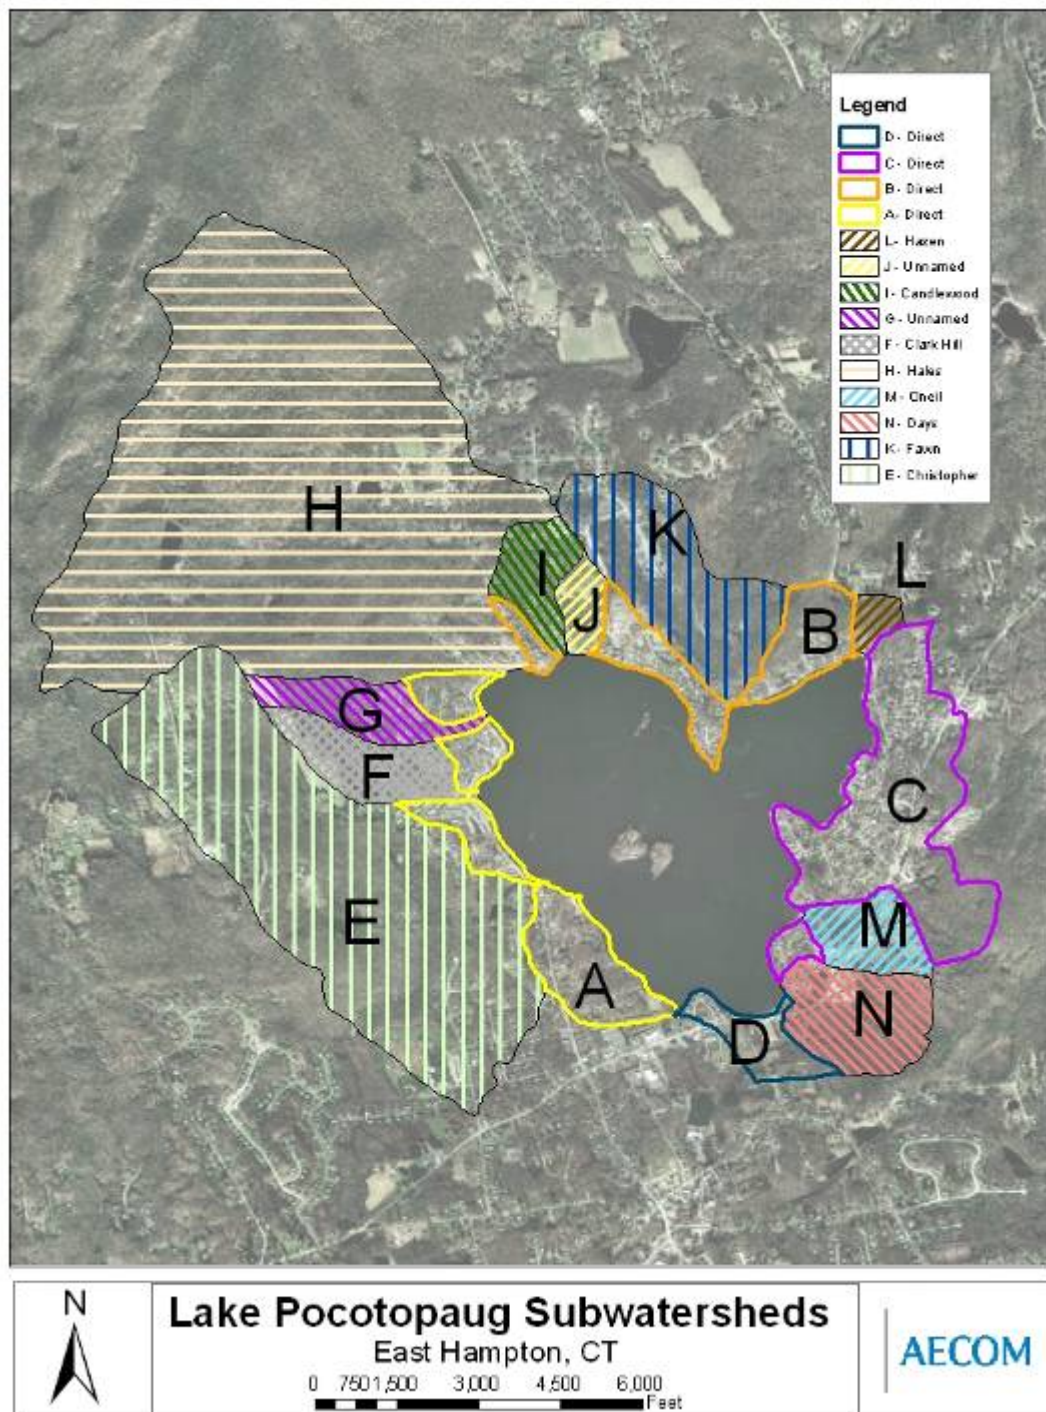 Legend
D - Direct
C - Direct
B - Direct
A - Direct
L - Hazen
J - Unnamed
I - Candlewood
G - Unnamed
F - Clark Hill
H - Hales
M - Oneil
N - Days
K - Fawn
E - Christopher
H
K
L
I
J
B
G
F
C
E
M
A
N
D
N
Lake Pocotopaug Subwatersheds
East Hampton, CT
0 750 1,500 3,000 4,500 6,000
Feet
AECOM